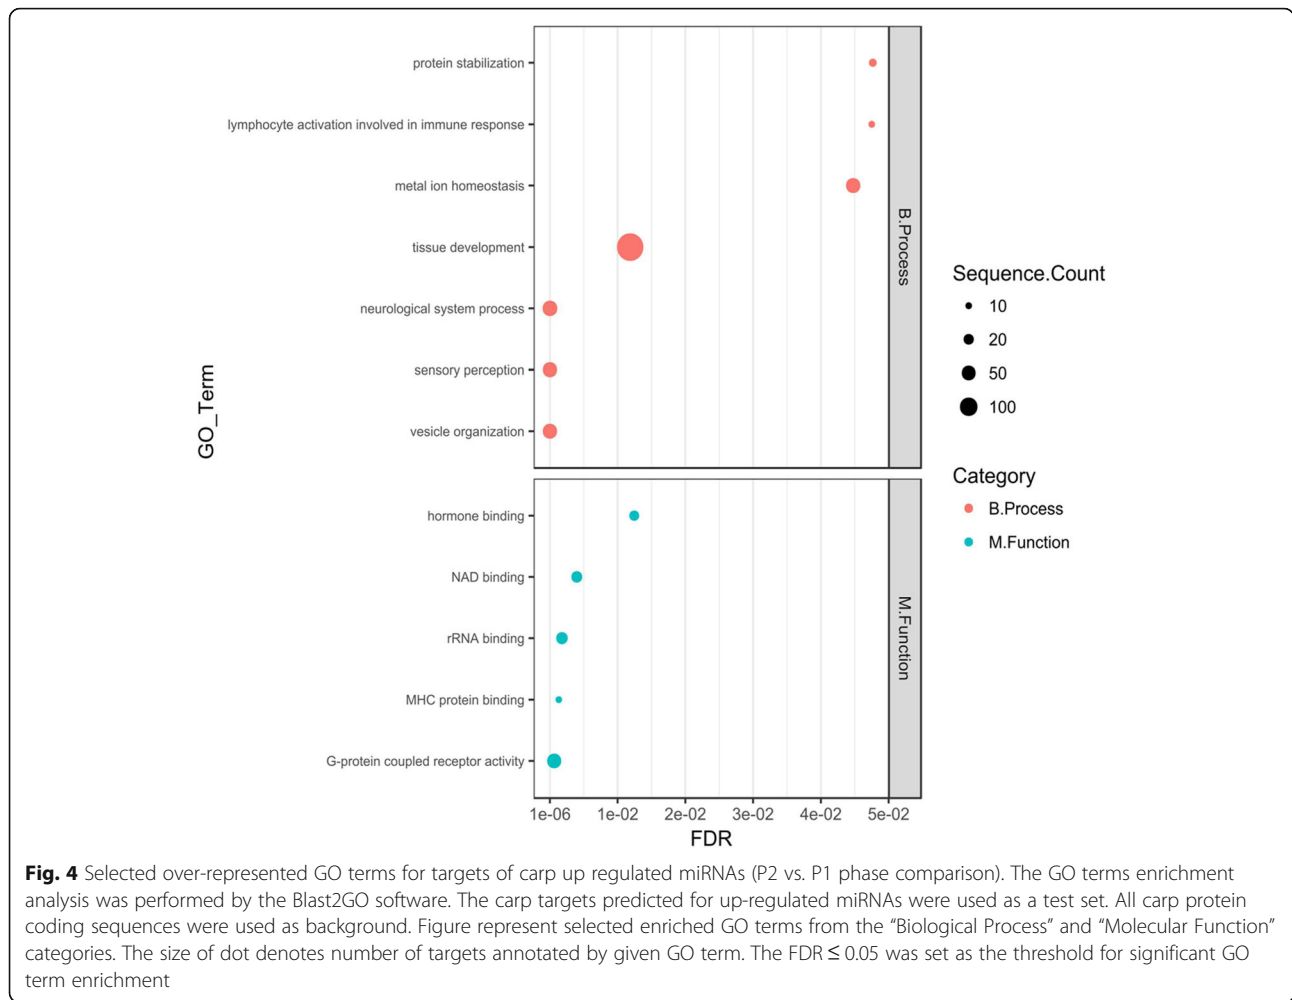 protein stabilization
lymphocyte activation involved in immune response
metal ion homeostasis
tissue development
neurological system process
sensory perception
vesicle organization
B.Process
GO_Term
hormone binding
NAD binding
rRNA binding
MHC protein binding
G-protein coupled receptor activity
M.Function
1e-06 1e-02 2e-02 3e-02 4e-02 5e-02
FDR
Sequence.Count
10
20
50
100
Category
B.Process
M.Function
Fig. 4 Selected over-represented GO terms for targets of carp up regulated miRNAs (P2 vs. P1 phase comparison). The GO terms enrichment
analysis was performed by the Blast2GO software. The carp targets predicted for up-regulated miRNAs were used as a test set. All carp protein
coding sequences were used as background. Figure represent selected enriched GO terms from the “Biological Process” and “Molecular Function”
categories. The size of dot denotes number of targets annotated by given GO term. The FDR ≤ 0.05 was set as the threshold for significant GO
term enrichment